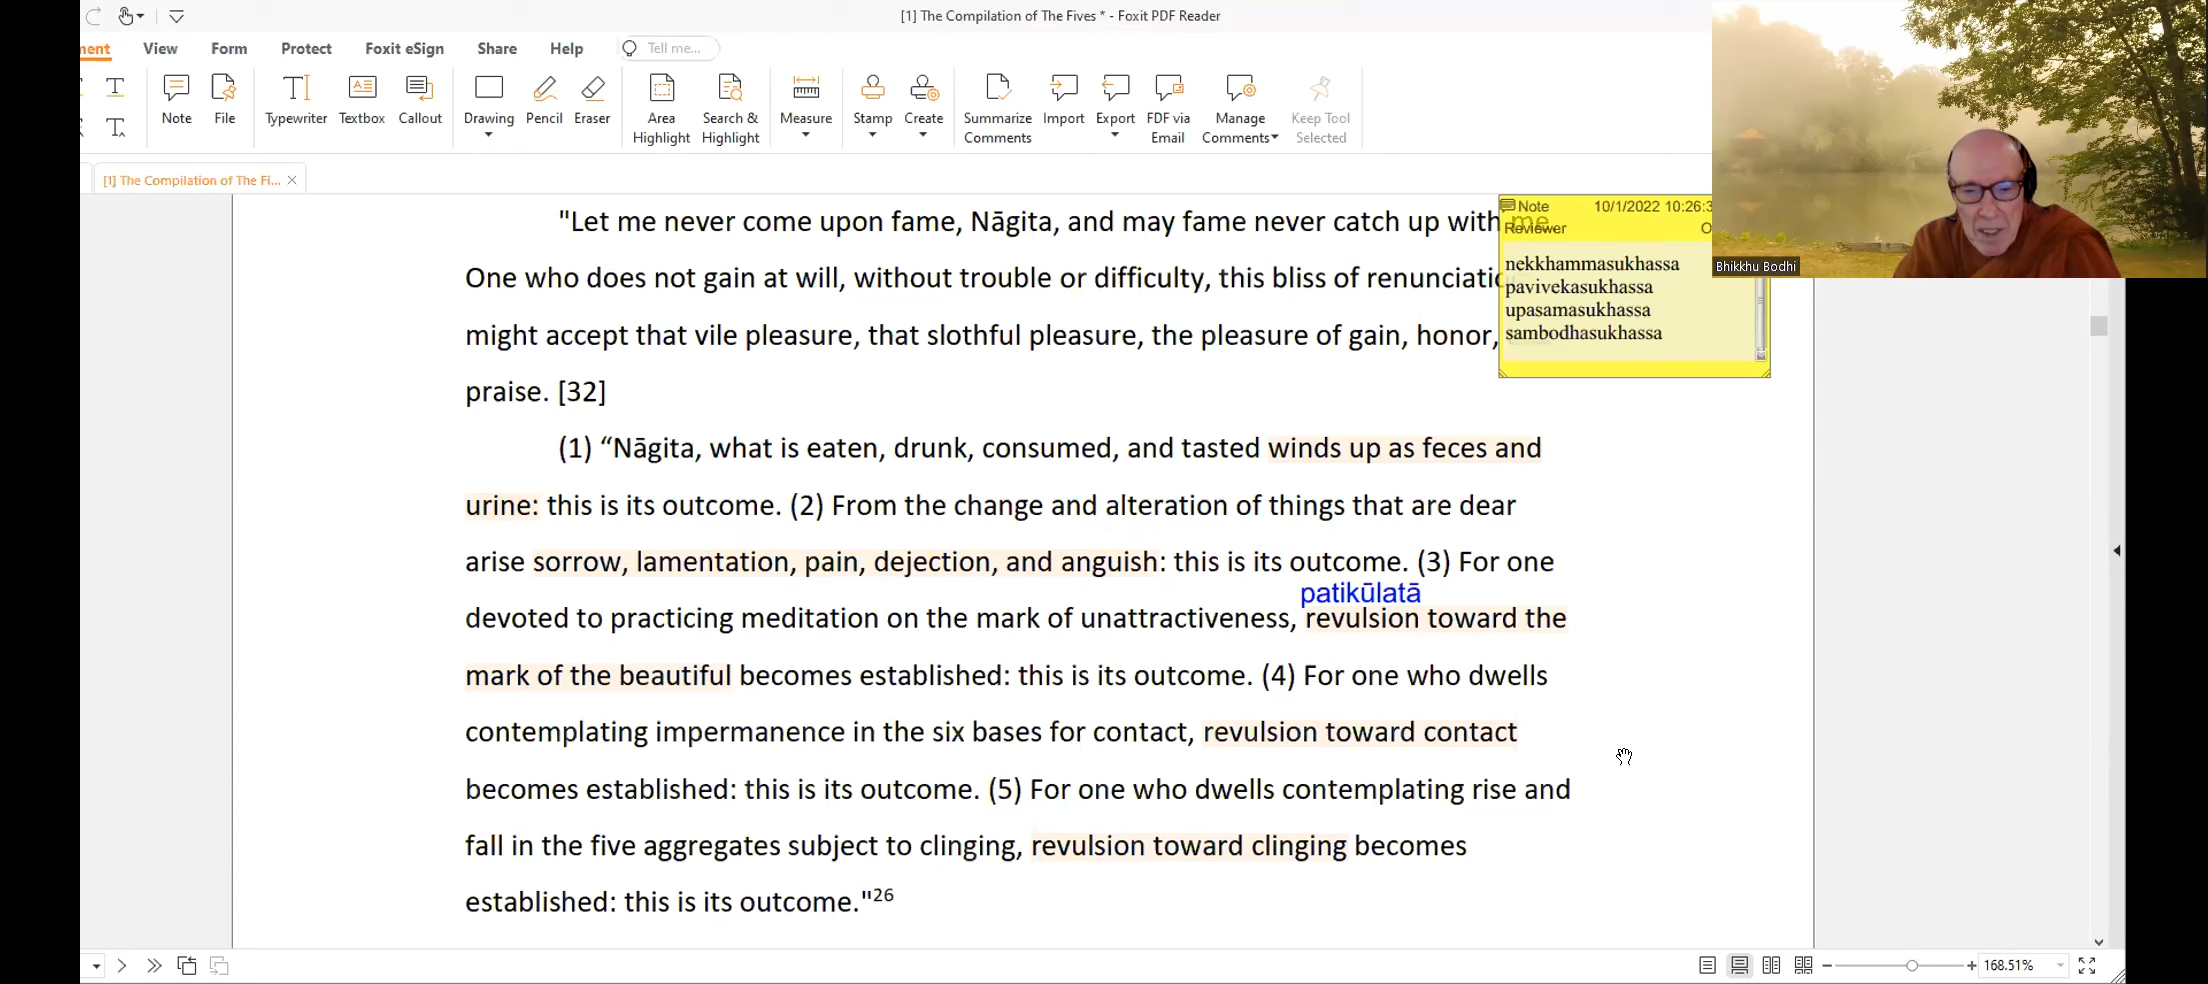 [1] The Compilation of The Fives * - Foxit PDF Reader
View Form Protect Foxit eSign Share Help Tell me...
Note File Typewriter Textbox Callout Drawing Pencil Eraser Area Highlight Search & Highlight Measure Stamp Create Summarize Comments Import Export FDF via Email Manage Comments Keep Tool Selected
[1] The Compilation of The Fi...
Note 10/1/2022
Reviewer
nekkhammasukhassa
pavivekasukhassa
upasamasukhassa
sambodhasukhassa
Bhikkhu Bodhi
"Let me never come upon fame, Nāgita, and may fame never catch up with me.
One who does not gain at will, without trouble or difficulty, this bliss of
might accept that vile pleasure, that slothful pleasure, the pleasure of gain, honor,
praise. [32]
(1) “Nāgita, what is eaten, drunk, consumed, and tasted winds up as feces and
urine: this is its outcome. (2) From the change and alteration of things that are dear
arise sorrow, lamentation, pain, dejection, and anguish: this is its outcome. (3) For one
patikūlatā
devoted to practicing meditation on the mark of unattractiveness, revulsion toward the
mark of the beautiful becomes established: this is its outcome. (4) For one who dwells
contemplating impermanence in the six bases for contact, revulsion toward contact
becomes established: this is its outcome. (5) For one who dwells contemplating rise and
fall in the five aggregates subject to clinging, revulsion toward clinging becomes
established: this is its outcome."26
168.51%